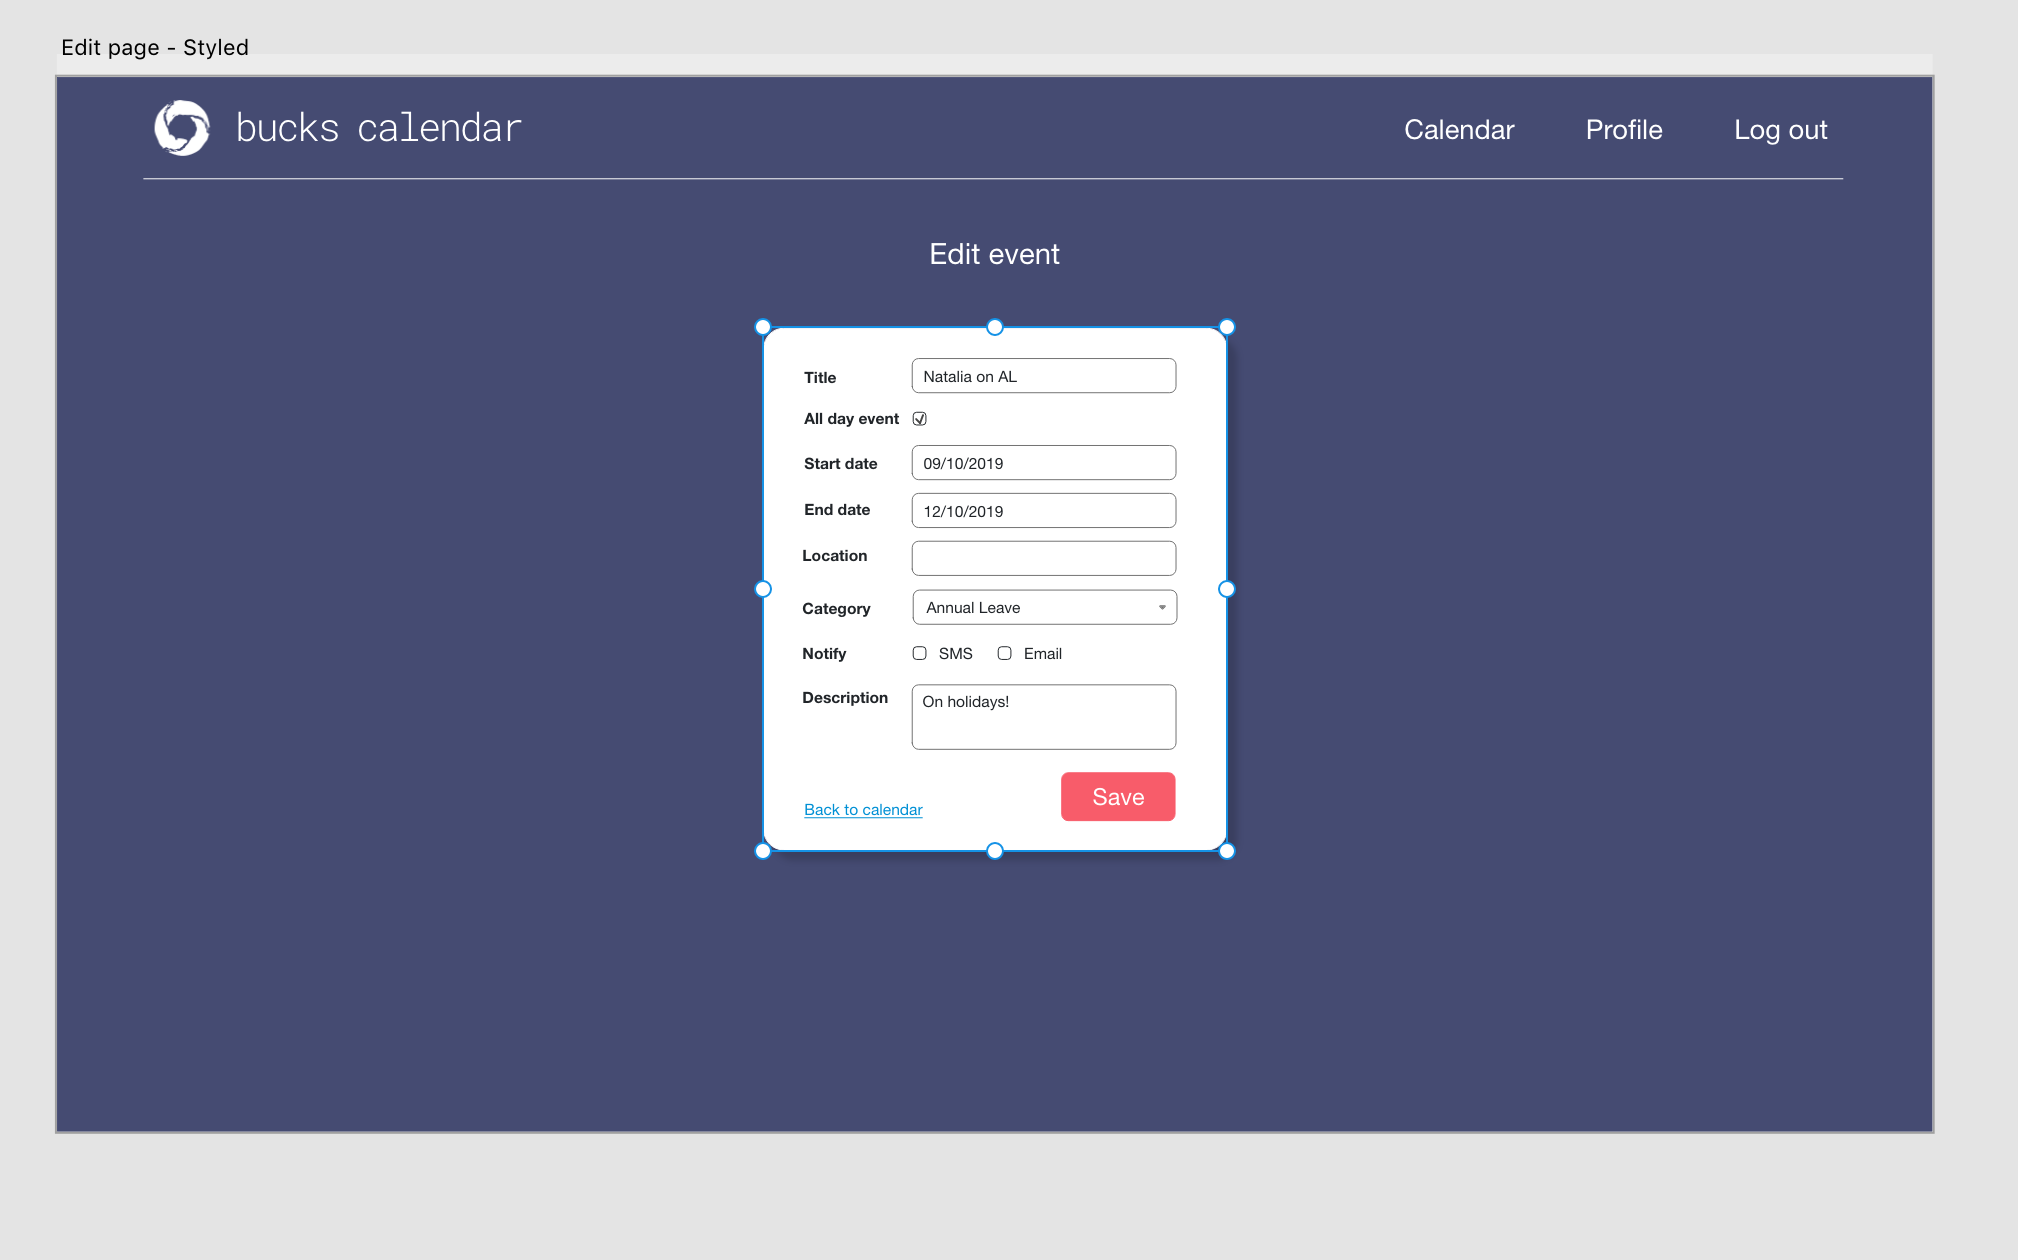 Edit page - Styled
bucks calendar
Calendar
Profile
Log out
Edit event
Title
Natalia on AL
All day event
Start date
09/10/2019
End date
12/10/2019
Location
Category
Annual Leave
Notify
SMS
Email
Description
On holidays!
Back to calendar
Save